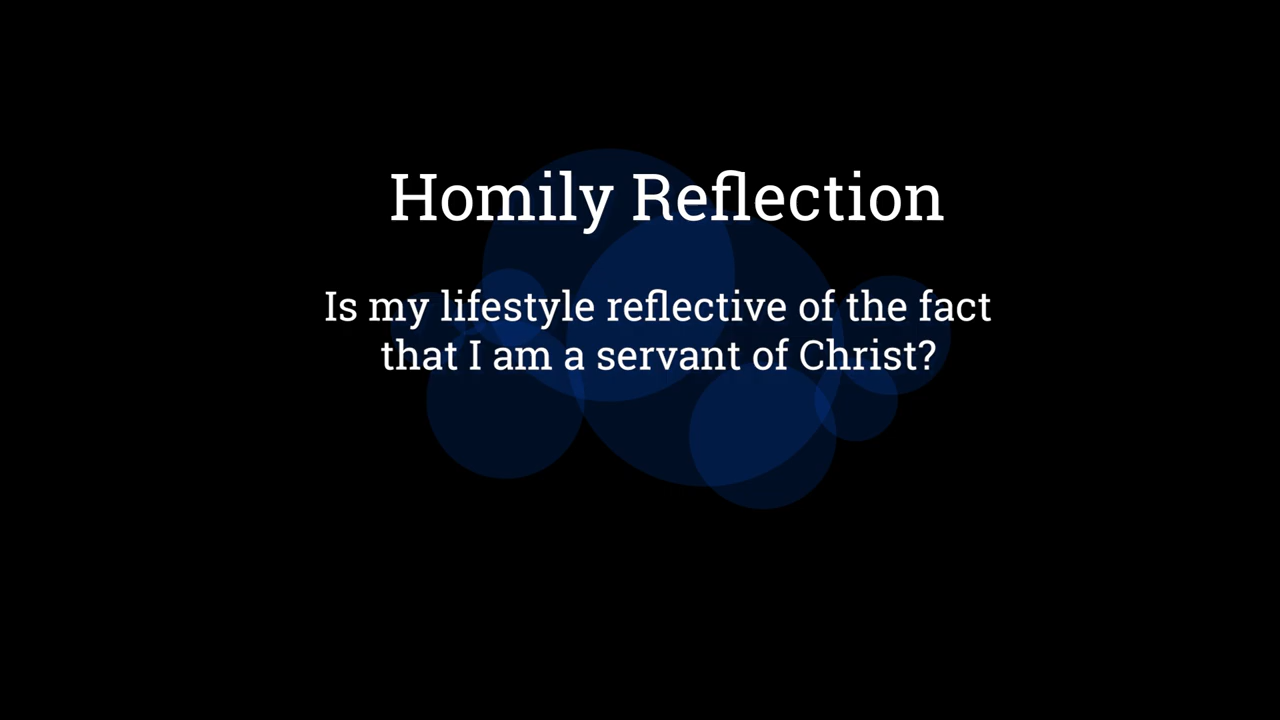 Homily Reflection
Is my lifestyle reflective of the fact
that I am a servant of Christ?